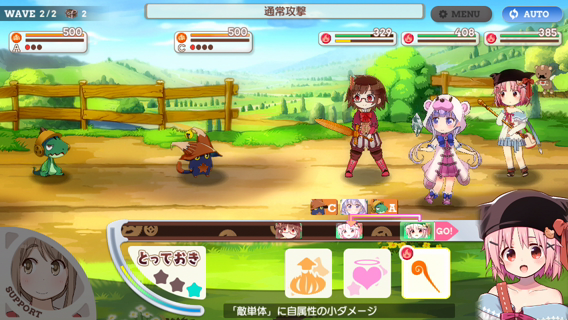 WAVE 2/2 2
通常攻撃
MENU
AUTO
500
A
500
C
329
408
385
C
A
GO!
とっておき
SUPPORT
「敵単体」に自属性の小ダメージ